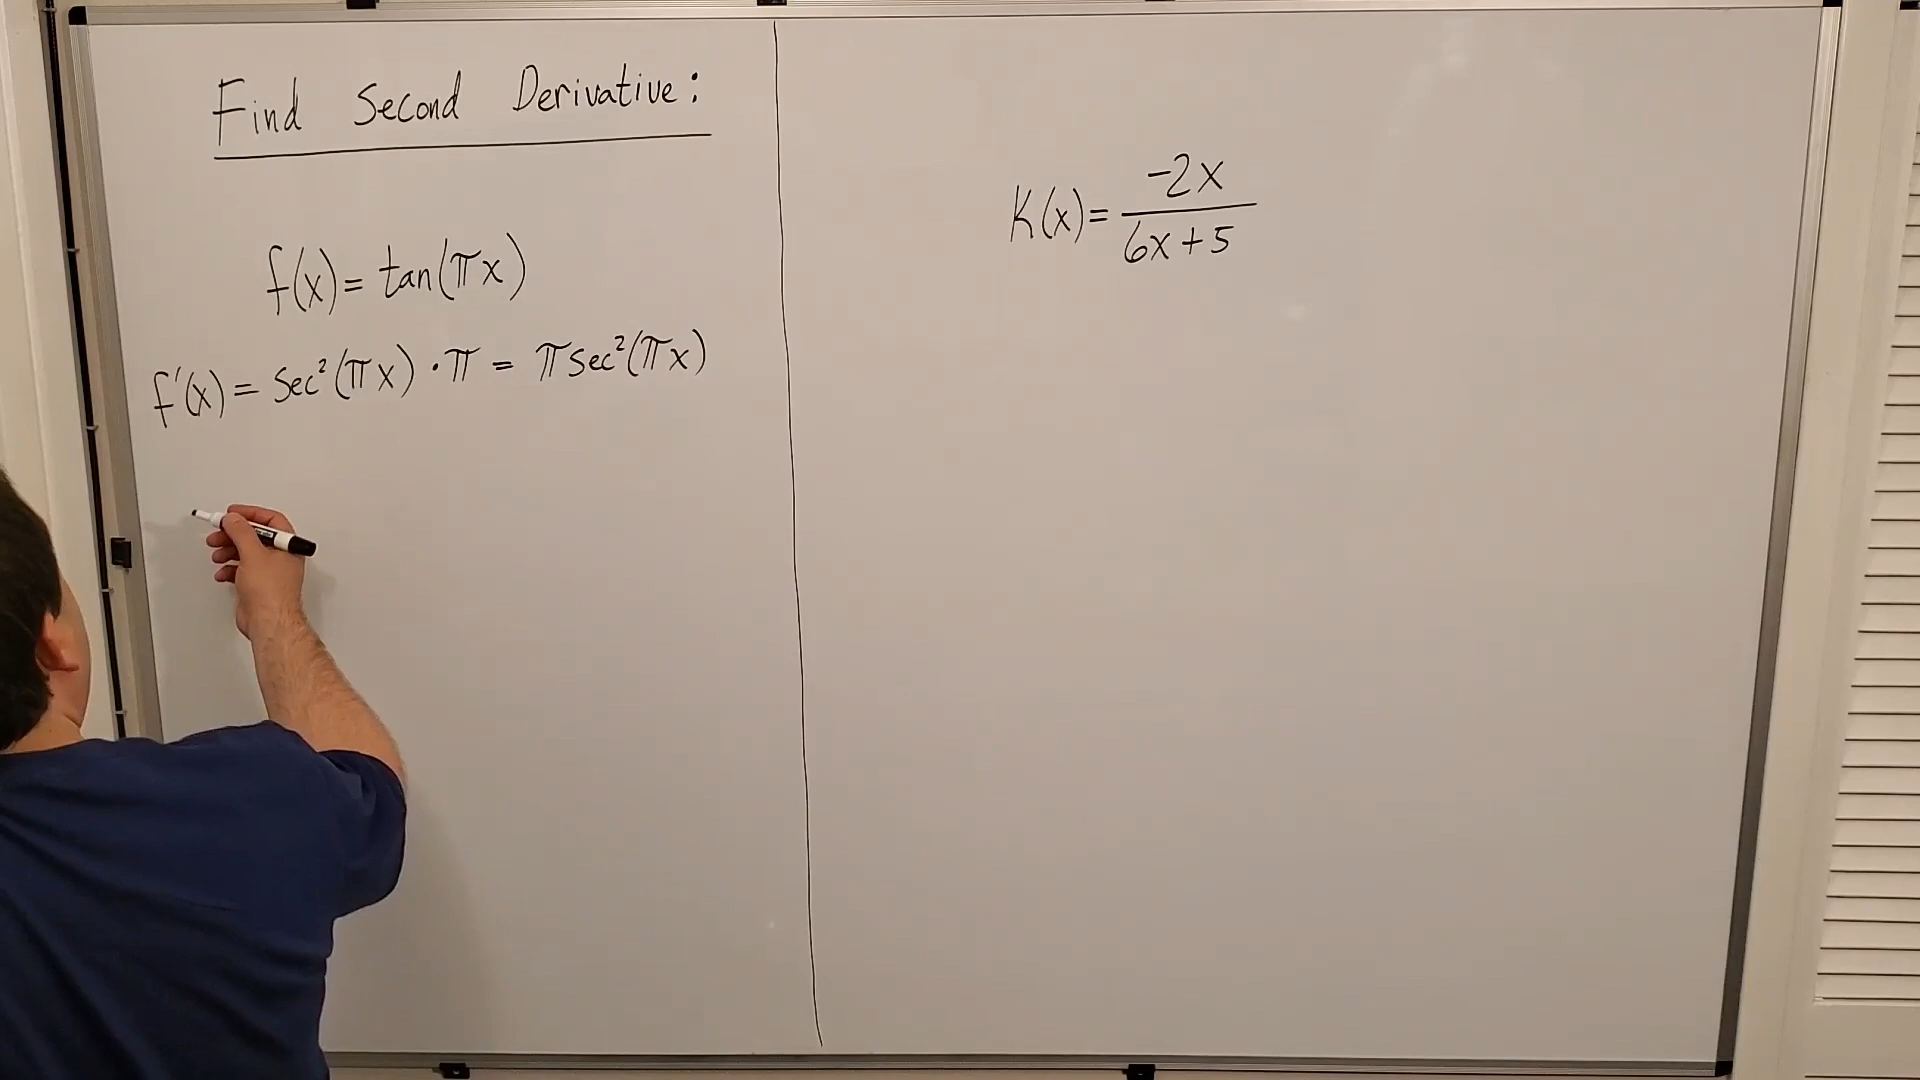 Find Second Derivative:
f(x) = tan(πx)
f'(x) = sec²(πx) · π = π sec²(πx)
K(x) = -2x
6x+5